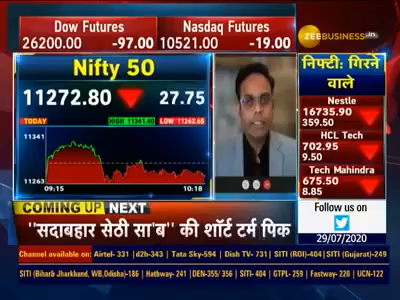 Dow Futures
26200.00 -97.00
Nasdaq Futures
10521.00 -19.00
ZEEBUSINESS.in
Nifty 50
11272.80 27.75
TODAY HIGH 11341.40 LOW 11262.65
11341
11263
09:15 10:18
निफ्टी: गिरने
वाले
Nestle
16735.90
359.50
HCL Tech
702.95
9.50
Tech Mahindra
675.50
8.85
COMING UP NEXT
"सदाबहार सेठी सा'ब" की शॉर्ट टर्म पिक
Follow us on
29/07/2020
Channel available on: Airtel- 331 | d2h-343 | Tata Sky-594 | Dish TV- 731 | SITI (ROI)-404 | SITI (Gujarat)-249
SITI (Bihar & Jharkhand, WB,Odisha)-186 | Hathway- 241 | DEN-355/ 356 | SITI- 404 | GTPL- 259 | Fastway- 220 | UCN-122